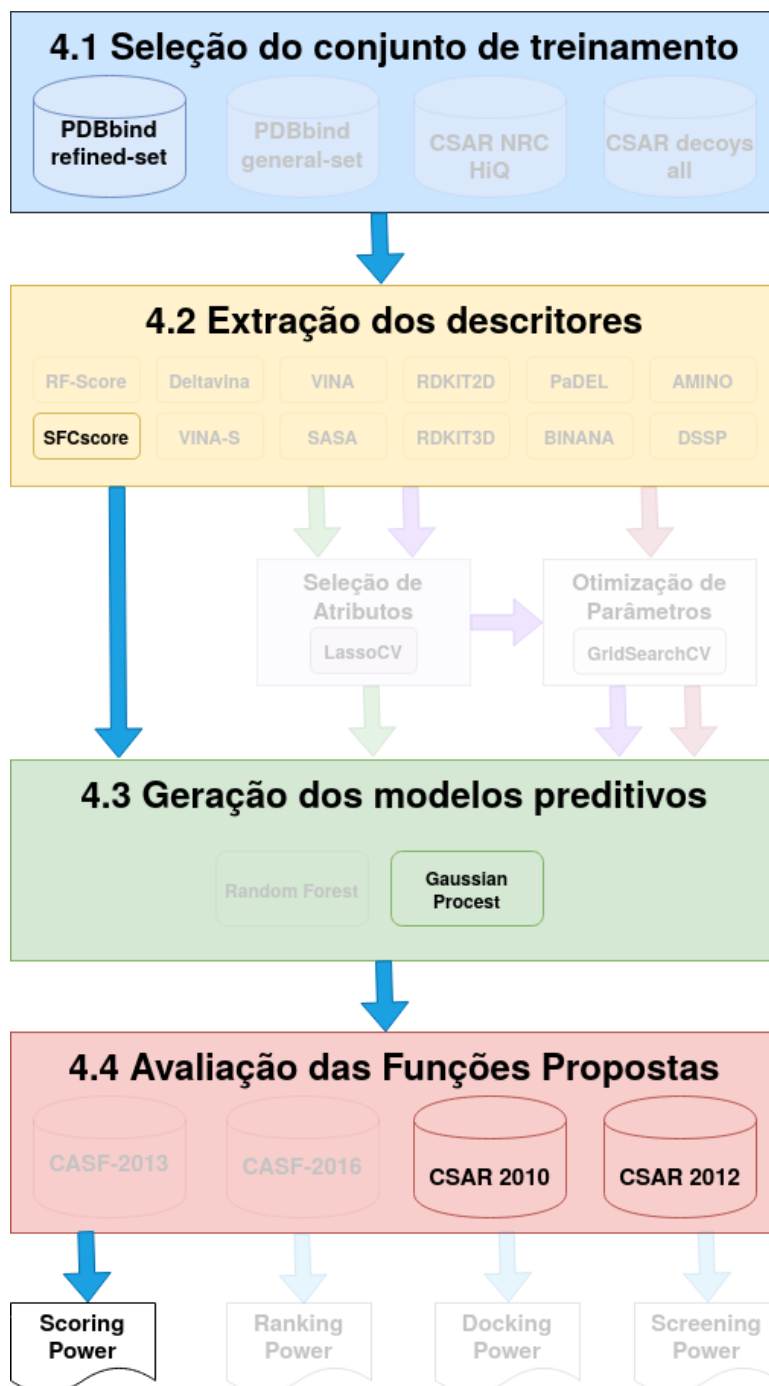 4.1 Seleção do conjunto de treinamento
PDBbind
refined-set
PDBbind
general-set
CSAR NRC
HiQ
CSAR decoys
all
4.2 Extração dos descritores
RF-Score
Deltavina
VINA
RDKIT2D
PaDEL
AMINO
SFCscore
VINA-S
SASA
RDKIT3D
BINANA
DSSP
Seleção de
Atributos
LassoCV
Otimização de
Parâmetros
GridSearchCV
4.3 Geração dos modelos preditivos
Random Forest
Gaussian
Procest
4.4 Avaliação das Funções Propostas
CASF-2013
CASF-2016
CSAR 2010
CSAR 2012
Scoring
Power
Ranking
Power
Docking
Power
Screening
Power